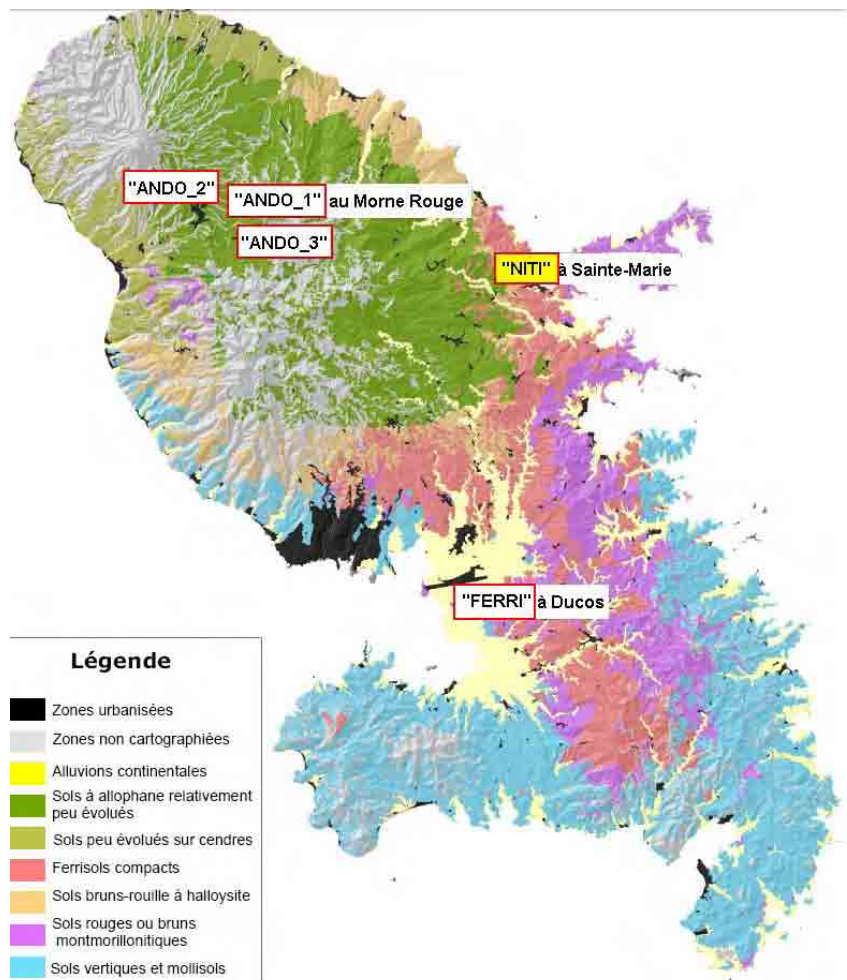 "ANDO_2"
"ANDO_1" au Morne Rouge
"ANDO_3"
"NITI" à Sainte-Marie
"FERRI" à Ducos
Légende
Zones urbanisées
Zones non cartographiées
Alluvions continentales
Sols à allophane relativement
peu évolués
Sols peu évolués sur cendres
Ferrisols compacts
Sols bruns-rouille à halloysite
Sols rouges ou bruns
montmorillonitiques
Sols vertiques et mollisols